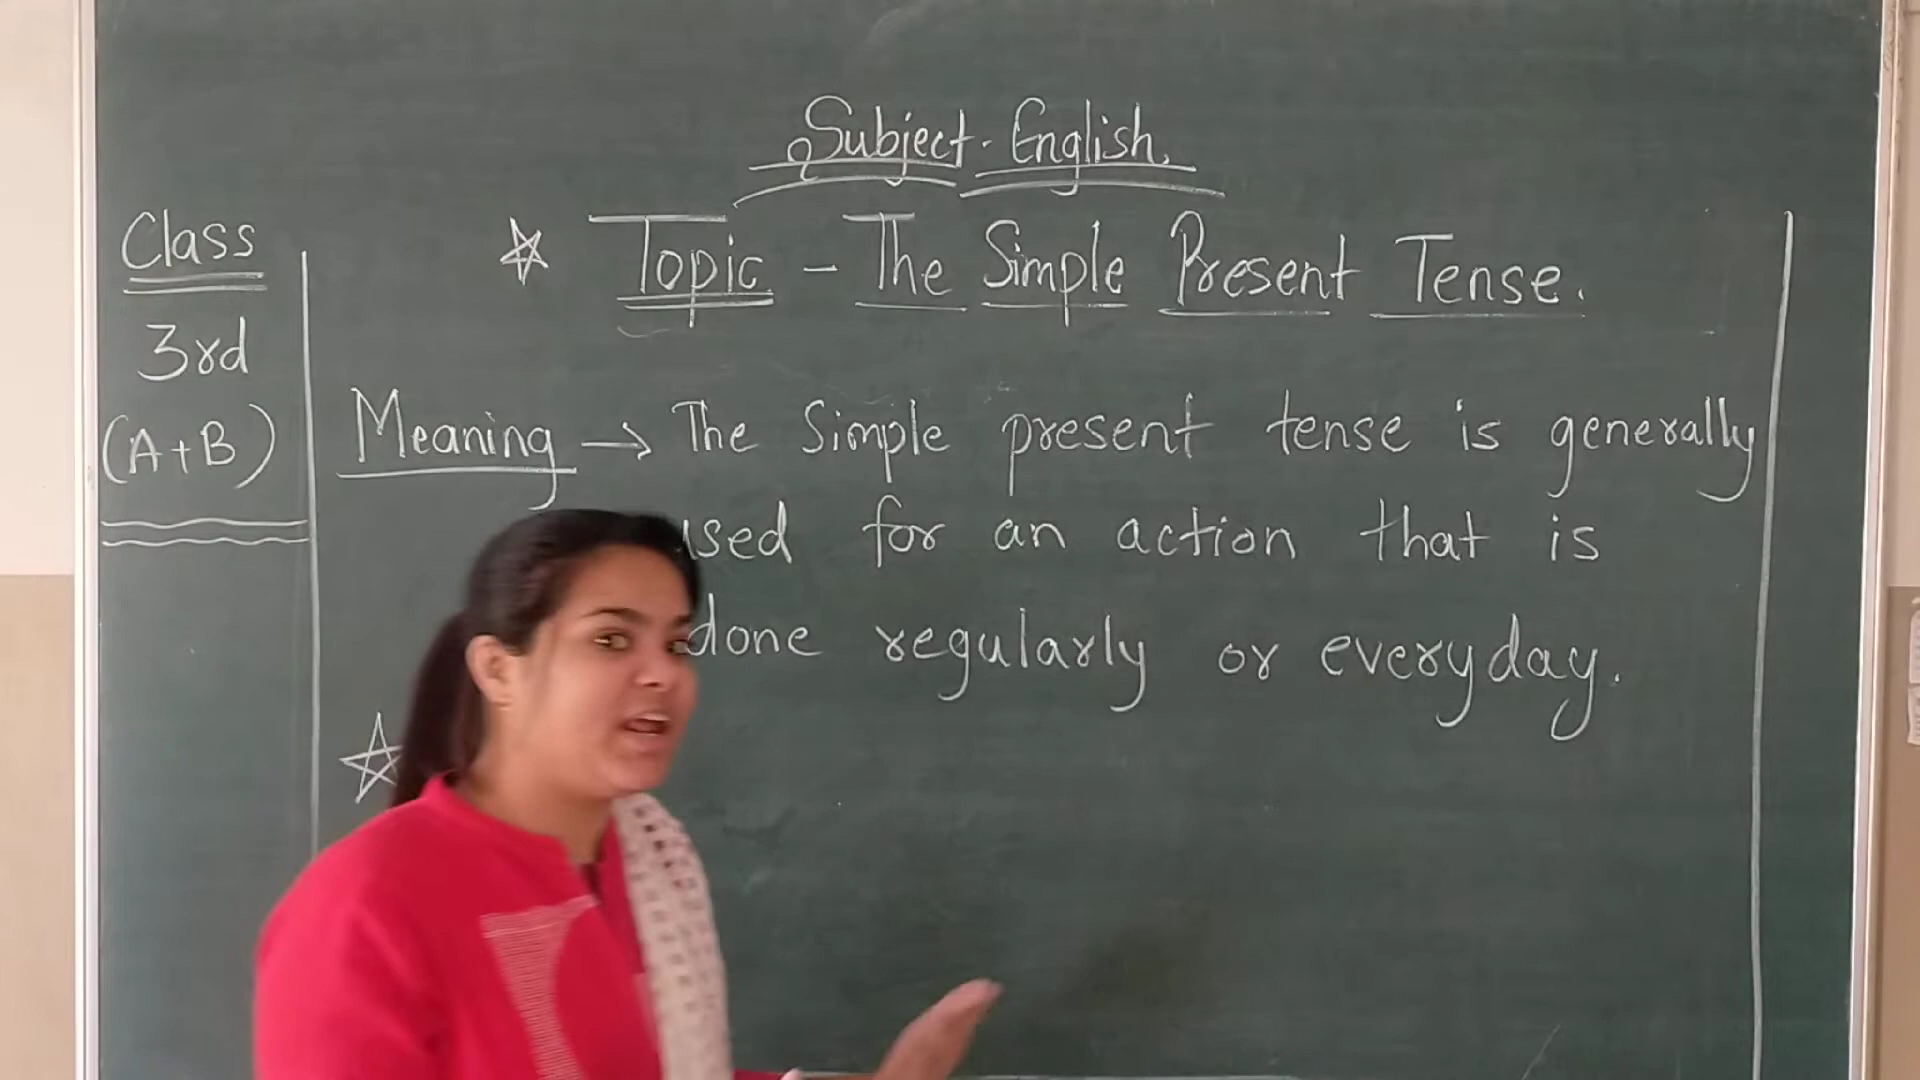 Subject - English.
Class
3rd
(A+B)
Topic - The Simple Present Tense.
Meaning → The Simple present tense is generally
used for an action that is
done regularly or everyday.